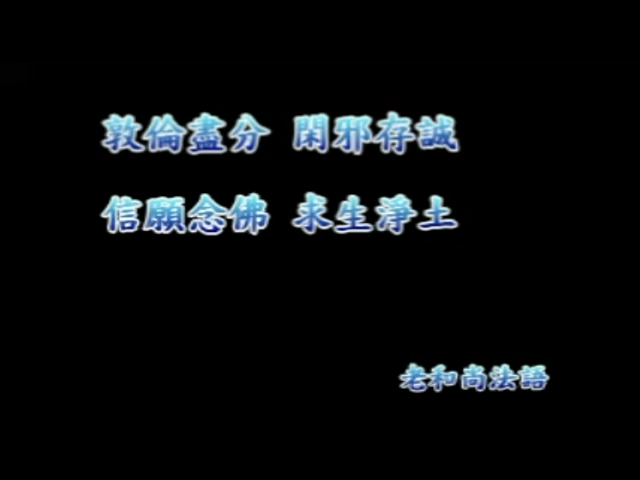 敦倫盡分 閑邪存誠
信願念佛 求生淨土
老和尚法語